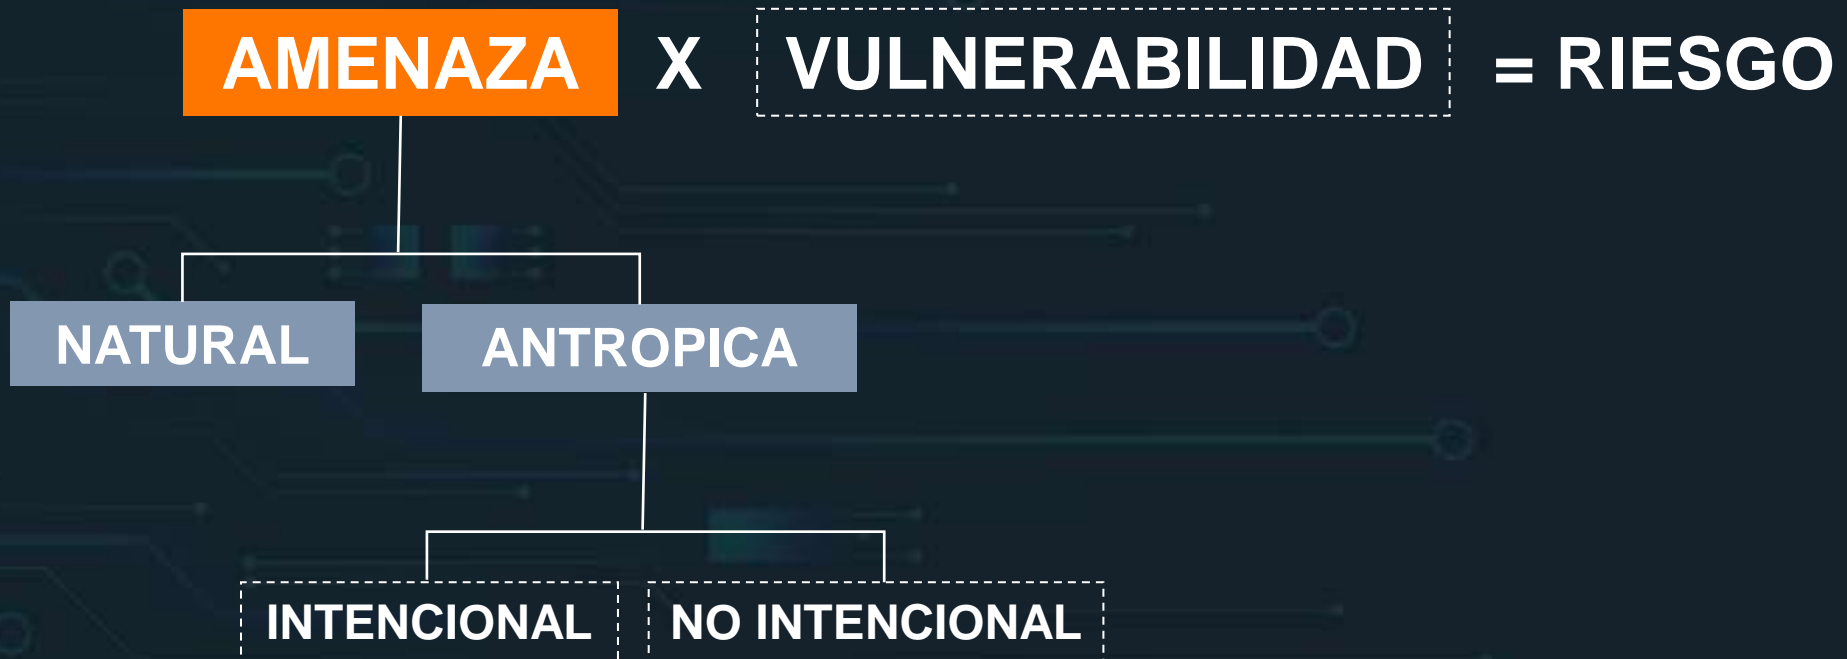 AMENAZA X VULNERABILIDAD = RIESGO
NATURAL ANTROPICA
INTENCIONAL NO INTENCIONAL